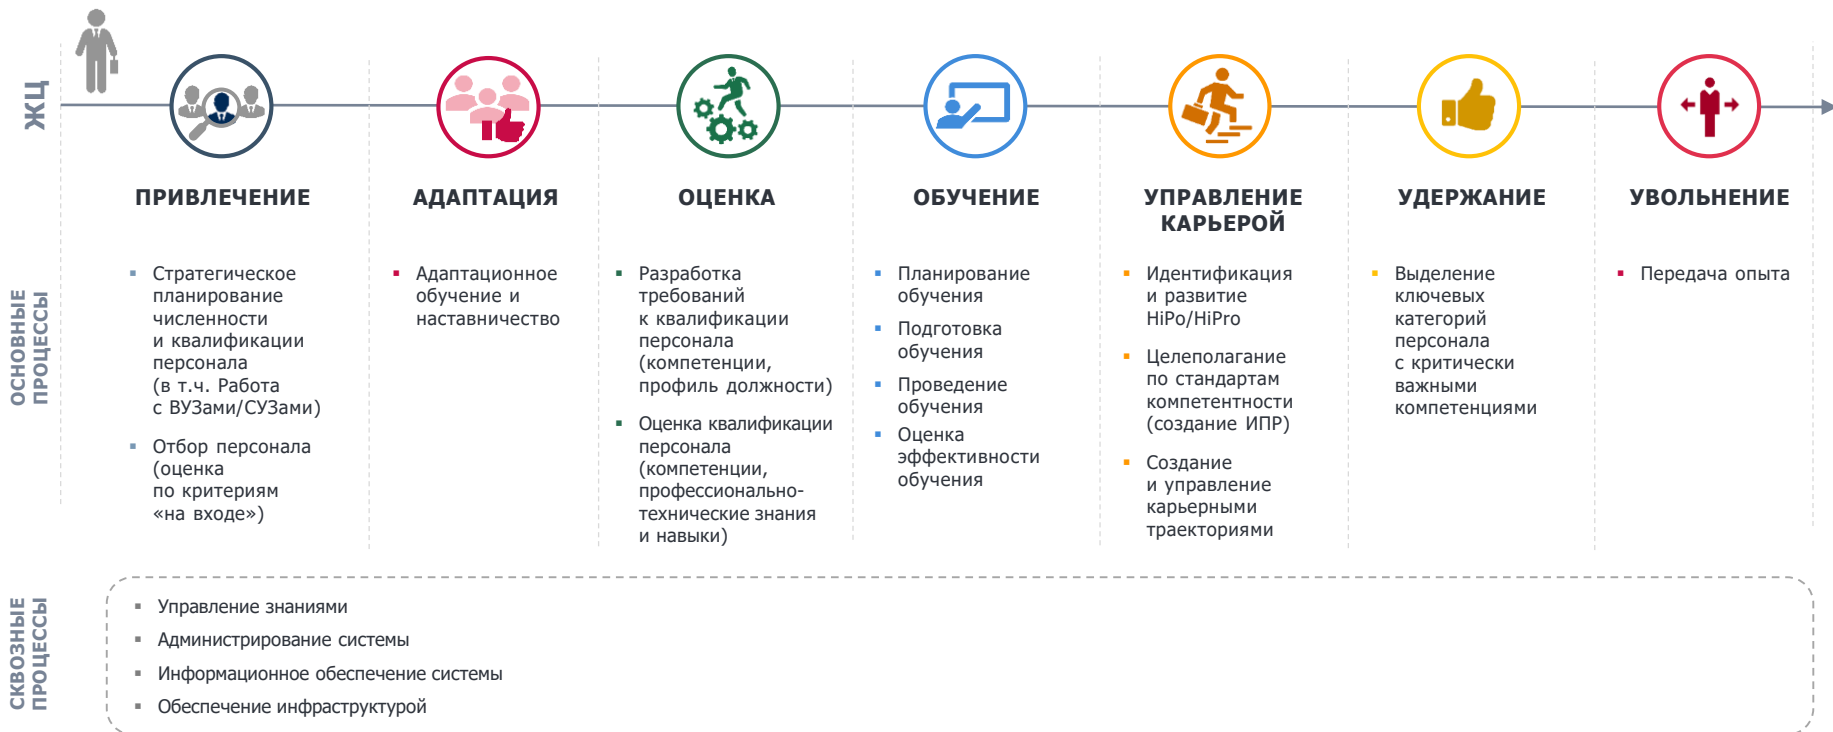 ЖЦ
ПРИВЛЕЧЕНИЕ
АДАПТАЦИЯ
ОЦЕНКА
ОБУЧЕНИЕ
УПРАВЛЕНИЕ
КАРЬЕРОЙ
УДЕРЖАНИЕ
УВОЛЬНЕНИЕ
ОСНОВНЫЕ
ПРОЦЕССЫ
Стратегическое
планирование
численности
и квалификации
персонала
(в т.ч. Работа
с ВУЗами/СУЗами)
Отбор персонала
(оценка
по критериям
«на входе»)
Адаптационное
обучение и
наставничество
Разработка
требований
к квалификации
персонала
(компетенции,
профиль должности)
Оценка квалификации
персонала
(компетенции,
профессионально-
технические знания
и навыки)
Планирование
обучения
Подготовка
обучения
Проведение
обучения
Оценка
эффективности
обучения
Идентификация
и развитие
HiPo/HiPro
Целеполагание
по стандартам
компетентности
(создание ИПР)
Создание
и управление
карьерными
траекториями
Выделение
ключевых
категорий
персонала
с критически
важными
компетенциями
Передача опыта
СКВОЗНЫЕ
ПРОЦЕССЫ
Управление знаниями
Администрирование системы
Информационное обеспечение системы
Обеспечение инфраструктурой